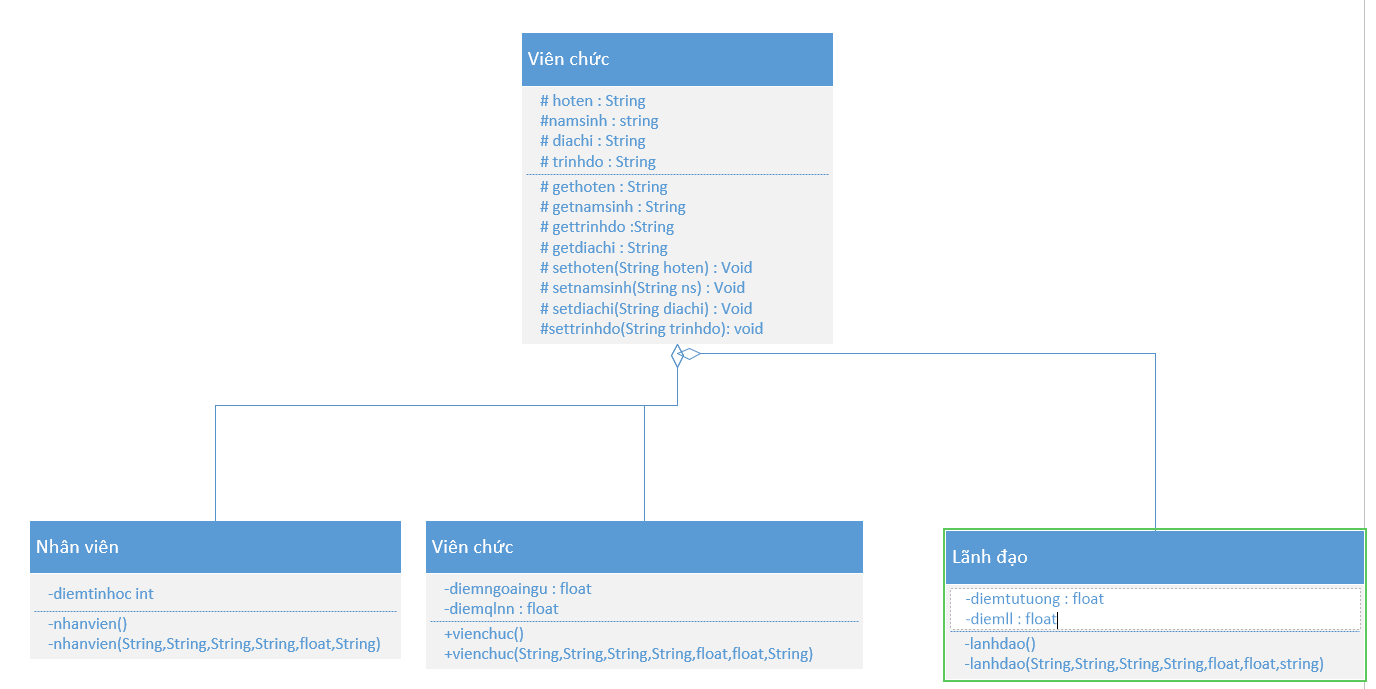 Viên chức
# hoten : String
#namsinh : string
# diachi : String
# trinhdo : String
# gethoten : String
# getnamsinh : String
# gettrinhdo :String
# getdiachi : String
# sethoten(String hoten) : Void
# setnamsinh(String ns) : Void
# setdiachi(String diachi) : Void
#settrinhdo(String trinhdo): void
Nhân viên
-diemtinhoc int
-nhanvien()
-nhanvien(String,String,String,String,float,String)
Viên chức
-diemngoaingu : float
-diemqlnn : float
+vienchuc()
+vienchuc(String,String,String,String,float,float,String)
Lãnh đạo
-diemtutuong : float
-diemll : float
-lanhdao()
-lanhdao(String,String,String,String,float,float,string)